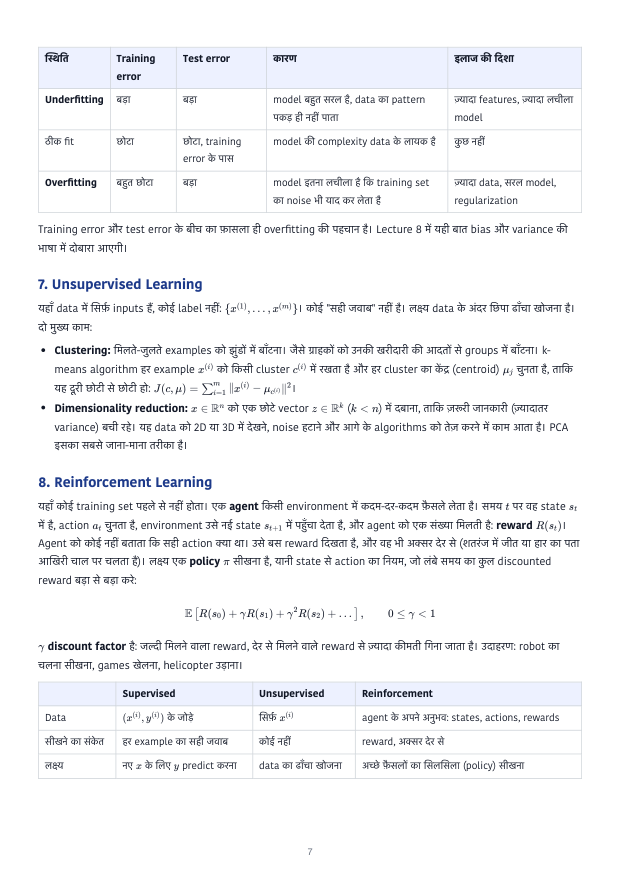 स्थिति Training error Test error कारण इलाज की दिशा
Underfitting बड़ा बड़ा model बहुत सरल है, data का pattern पकड़ ही नहीं पाता ज़्यादा features, ज़्यादा लचीला model
ठीक fit छोटा छोटा, training error के पास model की complexity data के लायक है कुछ नहीं
Overfitting बहुत छोटा बड़ा model इतना लचीला है कि training set का noise भी याद कर लेता है ज़्यादा data, सरल model, regularization
Training error और test error के बीच का फ़ासला ही overfitting की पहचान है। Lecture 8 में यही बात bias और variance की
भाषा में दोबारा आएगी।
7. Unsupervised Learning
यहाँ data में सिर्फ़ inputs हैं, कोई label नहीं: {x^{(1)}, . . . , x^{(m)}}। कोई "सही जवाब" नहीं है। लक्ष्य data के अंदर छिपा ढाँचा खोजना है।
दो मुख्य काम:
• Clustering: मिलते-जुलते examples को झुंडों में बाँटना। जैसे ग्राहकों को उनकी खरीदारी की आदतों से groups में बाँटना। k-
means algorithm हर example x^{(i)} को किसी cluster c^{(i)} में रखता है और हर cluster का केंद्र (centroid) μ_j चुनता है, ताकि
यह दूरी छोटी से छोटी हो: J(c, μ) = ∑_{i=1}^{m} ‖x^{(i)} − μ_{c^{(i)}}‖²।
• Dimensionality reduction: x ∈ ℝ^n को एक छोटे vector z ∈ ℝ^k (k < n) में दबाना, ताकि ज़रूरी जानकारी (ज़्यादातर
variance) बची रहे। यह data को 2D या 3D में देखने, noise हटाने और आगे के algorithms को तेज़ करने में काम आता है। PCA
इसका सबसे जाना-माना तरीका है।
8. Reinforcement Learning
यहाँ कोई training set पहले से नहीं होता। एक agent किसी environment में कदम-दर-कदम फ़ैसले लेता है। समय t पर वह state s_t
में है, action a_t चुनता है, environment उसे नई state s_{t+1} में पहुँचा देता है, और agent को एक संख्या मिलती है: reward R(s_t)।
Agent को कोई नहीं बताता कि सही action क्या था। उसे बस reward दिखता है, और वह भी अक्सर देर से (शतरंज में जीत या हार का पता
आखिरी चाल पर चलता है)। लक्ष्य एक policy π सीखना है, यानी state से action का नियम, जो लंबे समय का कुल discounted
reward बड़ा से बड़ा करे:
𝔼 [R(s_0) + γR(s_1) + γ²R(s_2) + . . . ] , 0 ≤ γ < 1
γ discount factor है: जल्दी मिलने वाला reward, देर से मिलने वाले reward से ज़्यादा कीमती गिना जाता है। उदाहरण: robot का
चलना सीखना, games खेलना, helicopter उड़ाना।
Supervised Unsupervised Reinforcement
Data (x^{(i)}, y^{(i)}) के जोड़े सिर्फ़ x^{(i)} agent के अपने अनुभव: states, actions, rewards
सीखने का संकेत हर example का सही जवाब कोई नहीं reward, अक्सर देर से
लक्ष्य नए x के लिए y predict करना data का ढाँचा खोजना अच्छे फ़ैसलों का सिलसिला (policy) सीखना
7